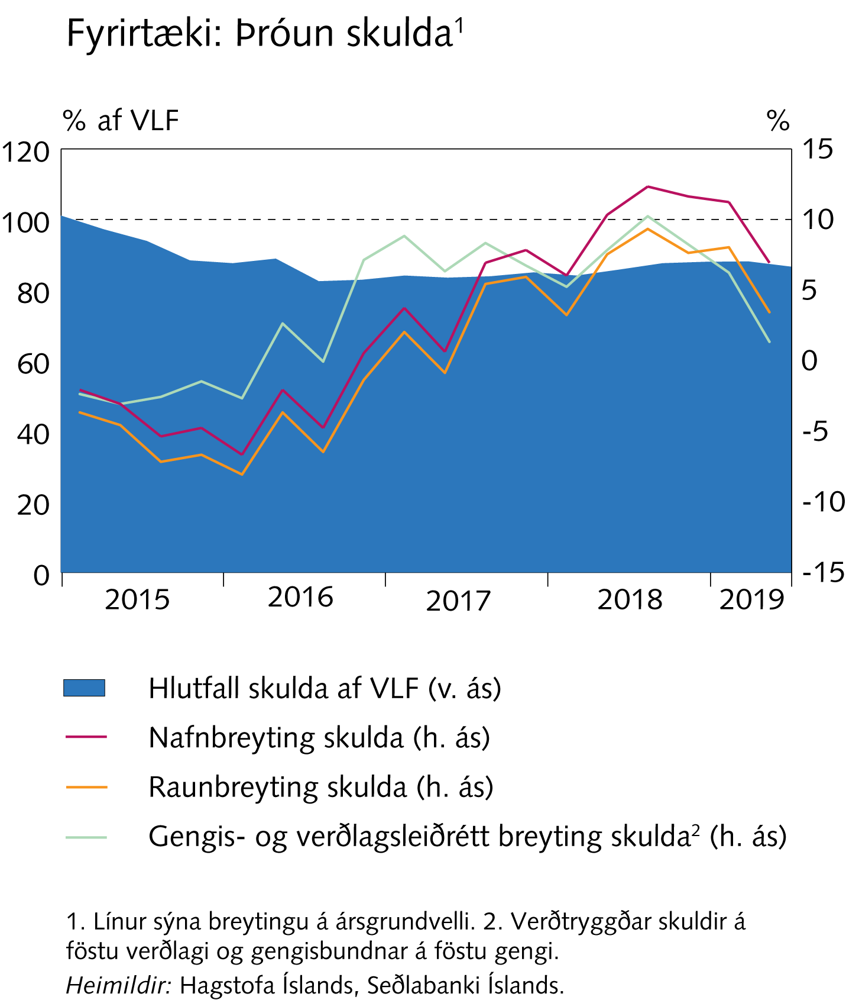 Fyrirtæki: Þróun skulda¹
% af VLF
%
120
100
80
60
40
20
0
15
10
5
0
-5
-10
-15
2015
2016
2017
2018
2019
Hlutfall skulda af VLF (v. ás)
Nafnbreyting skulda (h. ás)
Raunbreyting skulda (h. ás)
Gengis- og verðlagsleiðrétt breyting skulda² (h. ás)
1. Línur sýna breytingu á ársgrundvelli. 2. Verðtryggðar skuldir á
föstu verðlagi og gengisbundnar á föstu gengi.
Heimildir: Hagstofa Íslands, Seðlabanki Íslands.